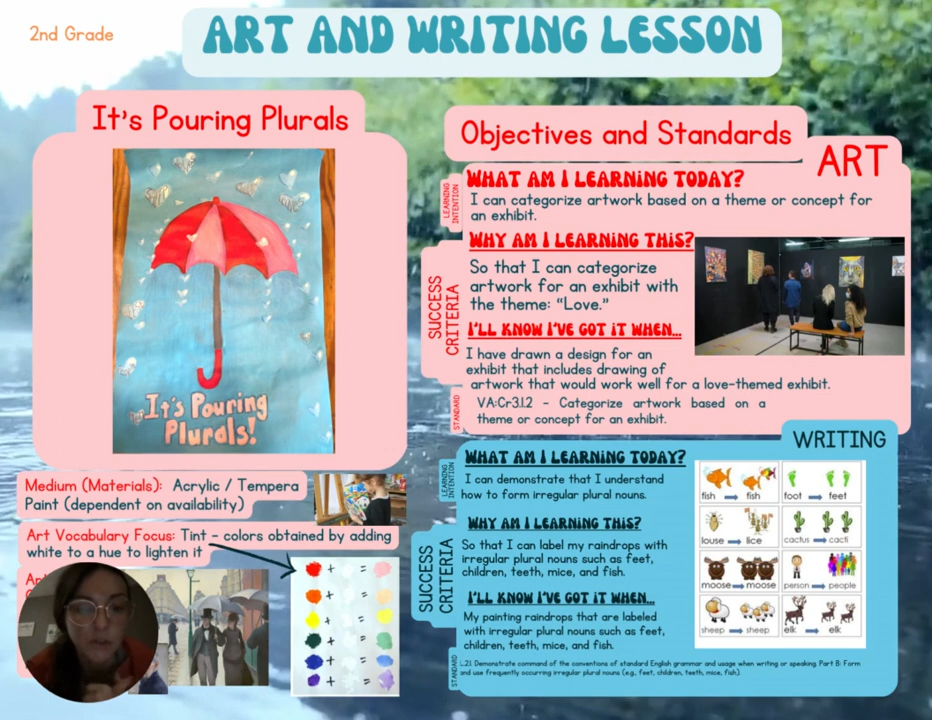 2nd Grade
ART AND WRITING LESSON
It's Pouring Plurals
It's Pouring
Plurals!
Medium (Materials): Acrylic / Tempera
Paint (dependent on availability)
Art Vocabulary Focus: Tint - colors obtained by adding
white to a hue to lighten it
Objectives and Standards
ART
LEARNING
INTENTION
WHAT AM I LEARNING TODAY?
I can categorize artwork based on a theme or concept for
an exhibit.
SUCCESS
CRITERIA
WHY AM I LEARNING THIS?
So that I can categorize
artwork for an exhibit with
the theme: “Love.”
I'LL KNOW I'VE GOT IT WHEN...
I have drawn a design for an
exhibit that includes drawing of
artwork that would work well for a love-themed exhibit.
STANDARD
VA:Cr3.1.2 - Categorize artwork based on a
theme or concept for an exhibit.
WRITING
LEARNING
INTENTION
WHAT AM I LEARNING TODAY?
I can demonstrate that I understand
how to form irregular plural nouns.
SUCCESS
CRITERIA
WHY AM I LEARNING THIS?
So that I can label my raindrops with
irregular plural nouns such as feet,
children, teeth, mice, and fish.
I'LL KNOW I'VE GOT IT WHEN...
My painting raindrops that are labeled
with irregular plural nouns such as feet,
children, teeth, mice, and fish.
STANDARD
L.2.1. Demonstrate command of the conventions of standard English grammar and usage when writing or speaking. Part B: Form
and use frequently occurring irregular plural nouns (e.g., feet, children, teeth, mice, fish).
fish fish foot feet
louse lice cactus cacti
moose moose person people
sheep sheep elk elk